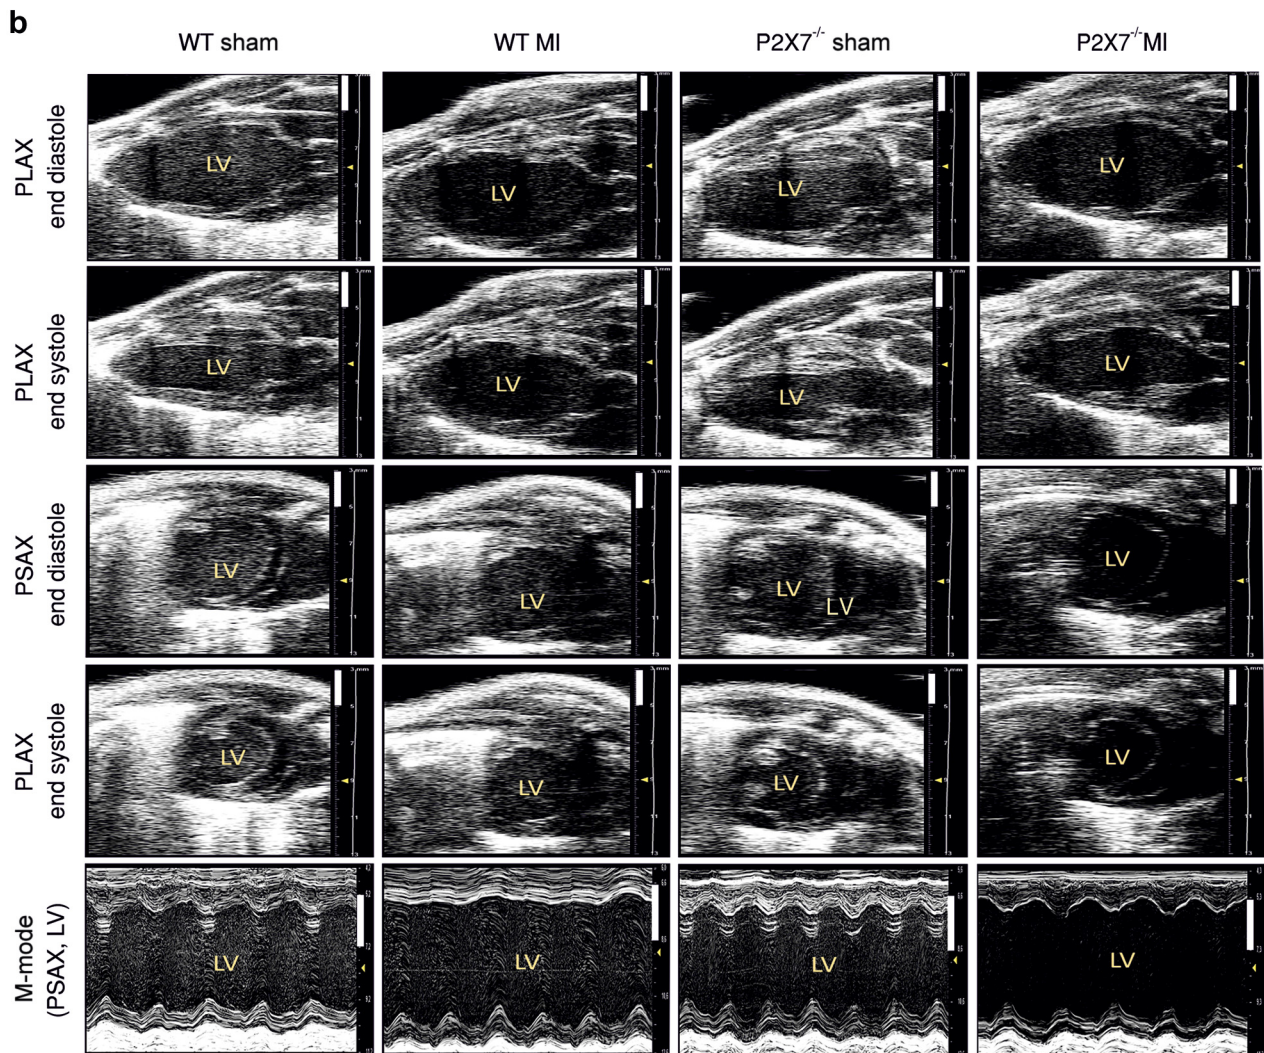 b
WT sham
WT MI
P2X7-/- sham
P2X7-/-MI
PLAX
end diastole
LV
LV
LV
LV
PLAX
end systole
LV
LV
LV
LV
PSAX
end diastole
LV
LV
LV
LV
LV
PLAX
end systole
LV
LV
LV
LV
M-mode
(PSAX, LV)
LV
LV
LV
LV